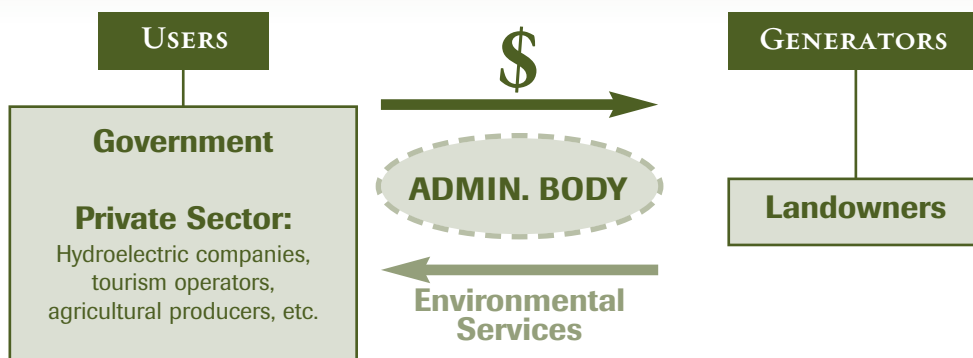 USERS
Government
Private Sector:
Hydroelectric companies,
tourism operators,
agricultural producers, etc.
$
ADMIN. BODY
Environmental
Services
GENERATORS
Landowners